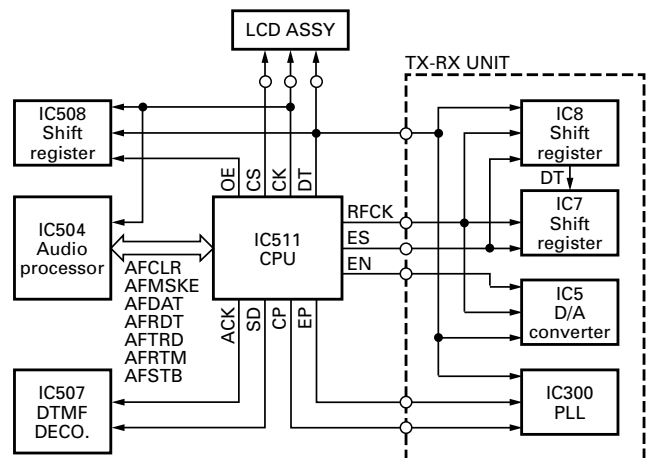 LCD ASSY
TX-RX UNIT
IC508
Shift
register
OE
CS
CK
DT
IC8
Shift
register
DT
IC504
Audio
processor
IC511
CPU
RFCK
ES
EN
IC7
Shift
register
AFCLR
AFMSKE
AFDAT
AFRDT
AFTRD
AFRTM
AFSTB
ACK
SD
CP
EP
IC5
D/A
converter
IC507
DTMF
DECO.
IC300
PLL